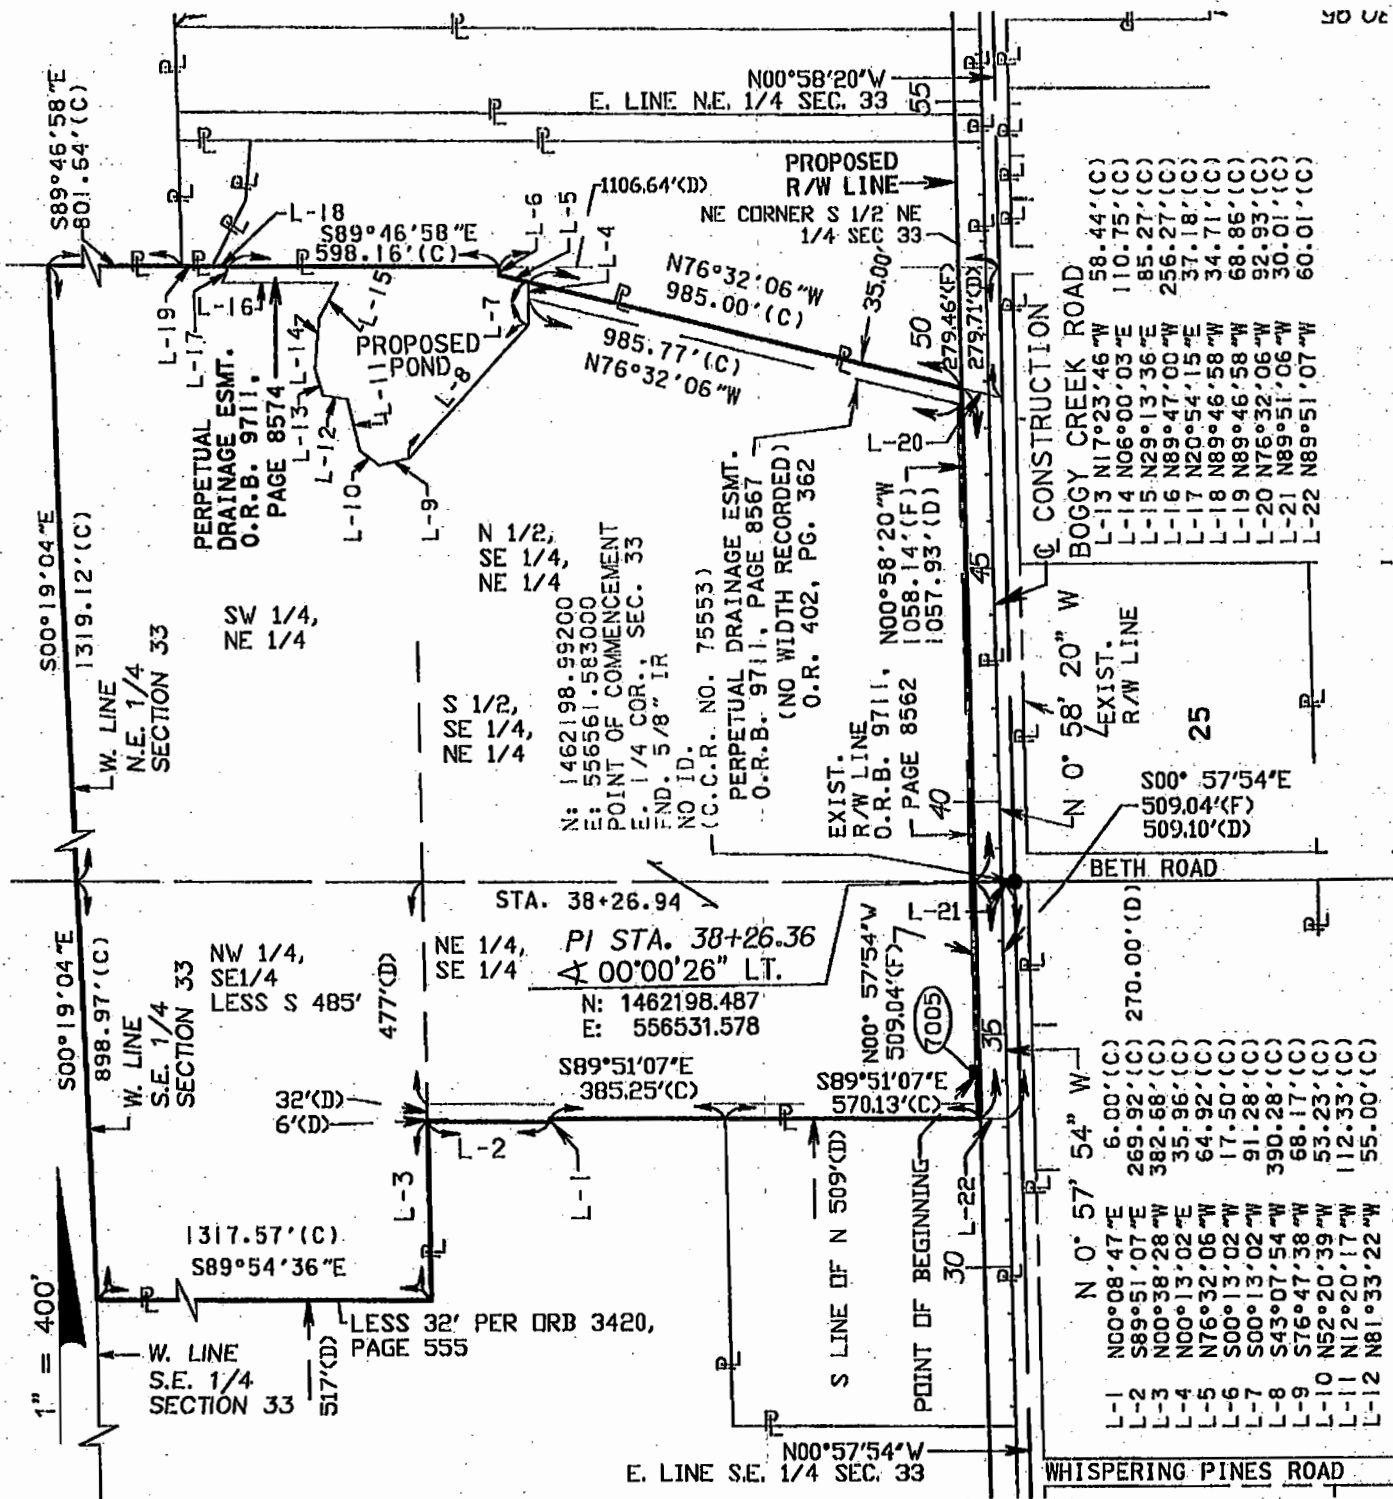 N00°58'20"W
E. LINE N.E. 1/4 SEC. 33
55
S89°46'58"E
801.64'(C)
PROPOSED
R/W LINE
NE CORNER S 1/2 NE
1/4 SEC 33
1106.64'(D)
L-6
L-5
L-4
L-18
S89°46'58"E
598.16'(C)
N76°32'06"W
985.00'(C)
35.00'
50
279.46'(F)
279.71'(D)
L-19
L-17
L-16
L-15
L-14
L-7
PROPOSED
POND
L-8
L-13
L-12
L-11
L-10
L-9
985.77'(C)
N76°32'06"W
L-20
PERPETUAL
DRAINAGE ESMT.
O.R.B. 9711,
PAGE 8574
S00°19'04"E
1319.12'(C)
W. LINE
N.E. 1/4
SECTION 33
SW 1/4,
NE 1/4
N 1/2,
SE 1/4,
NE 1/4
S 1/2,
SE 1/4,
NE 1/4
N: 1462198.99200
E: 556561.583000
POINT OF COMMENCEMENT
E. 1/4 COR., SEC. 33
FND. 5/8" IR
NO ID.
(C.C.R. NO. 75553)
PERPETUAL DRAINAGE ESMT.
O.R.B. 9711, PAGE 8567
(NO WIDTH RECORDED)
O.R. 402, PG. 362
EXIST.
R/W LINE
O.R.B. 9711,
PAGE 8562
N00°58'20"W
1058.14'(F)
1057.93'(D)
45
40
℄ CONSTRUCTION
BOGGY CREEK ROAD
L-13 N17°23'46"W 58.44'(C)
L-14 N06°00'03"E 110.75'(C)
L-15 N29°13'36"E 85.27'(C)
L-16 N89°47'00"W 256.27'(C)
L-17 N20°54'15"E 37.18'(C)
L-18 N89°46'58"W 34.71'(C)
L-19 N89°46'58"W 68.86'(C)
L-20 N76°32'06"W 92.93'(C)
L-21 N89°51'06"W 30.01'(C)
L-22 N89°51'07"W 60.01'(C)
N 0° 58' 20" W
EXIST.
R/W LINE
25
S00° 57'54"E
509.04'(F)
509.10'(D)
BETH ROAD
STA. 38+26.94
PI STA. 38+26.36
00°00'26" LT.
N: 1462198.487
E: 556531.578
L-21
N00° 57'54"W
509.04'(F)
7005
35
S00°19'04"E
898.97'(C)
W. LINE
S.E. 1/4
SECTION 33
NW 1/4,
SE1/4
LESS S 485'
477'(D)
NE 1/4,
SE 1/4
S89°51'07"E
385.25'(C)
S89°51'07"E
570.13'(C)
32'(D)
6'(D)
L-2
L-1
L-3
1317.57'(C)
S89°54'36"E
LESS 32' PER ORB 3420,
PAGE 555
517'(D)
1" = 400'
W. LINE
S.E. 1/4
SECTION 33
S LINE OF N 509'(D)
POINT OF BEGINNING
L-22
30
N 0° 57' 54" W
270.00'(D)
L-1 N00°08'47"E 6.00'(C)
L-2 S89°51'07"E 269.92'(C)
L-3 N00°38'28"W 382.68'(C)
L-4 N00°13'02"E 35.96'(C)
L-5 N76°32'06"W 64.92'(C)
L-6 S00°13'02"W 17.50'(C)
L-7 S00°13'02"W 91.28'(C)
L-8 S43°07'54"W 390.28'(C)
L-9 S76°47'38"W 68.17'(C)
L-10 N52°20'39"W 53.23'(C)
L-11 N12°20'17"W 112.33'(C)
L-12 N81°33'22"W 55.00'(C)
N00°57'54"W
E. LINE S.E. 1/4 SEC. 33
WHISPERING PINES ROAD